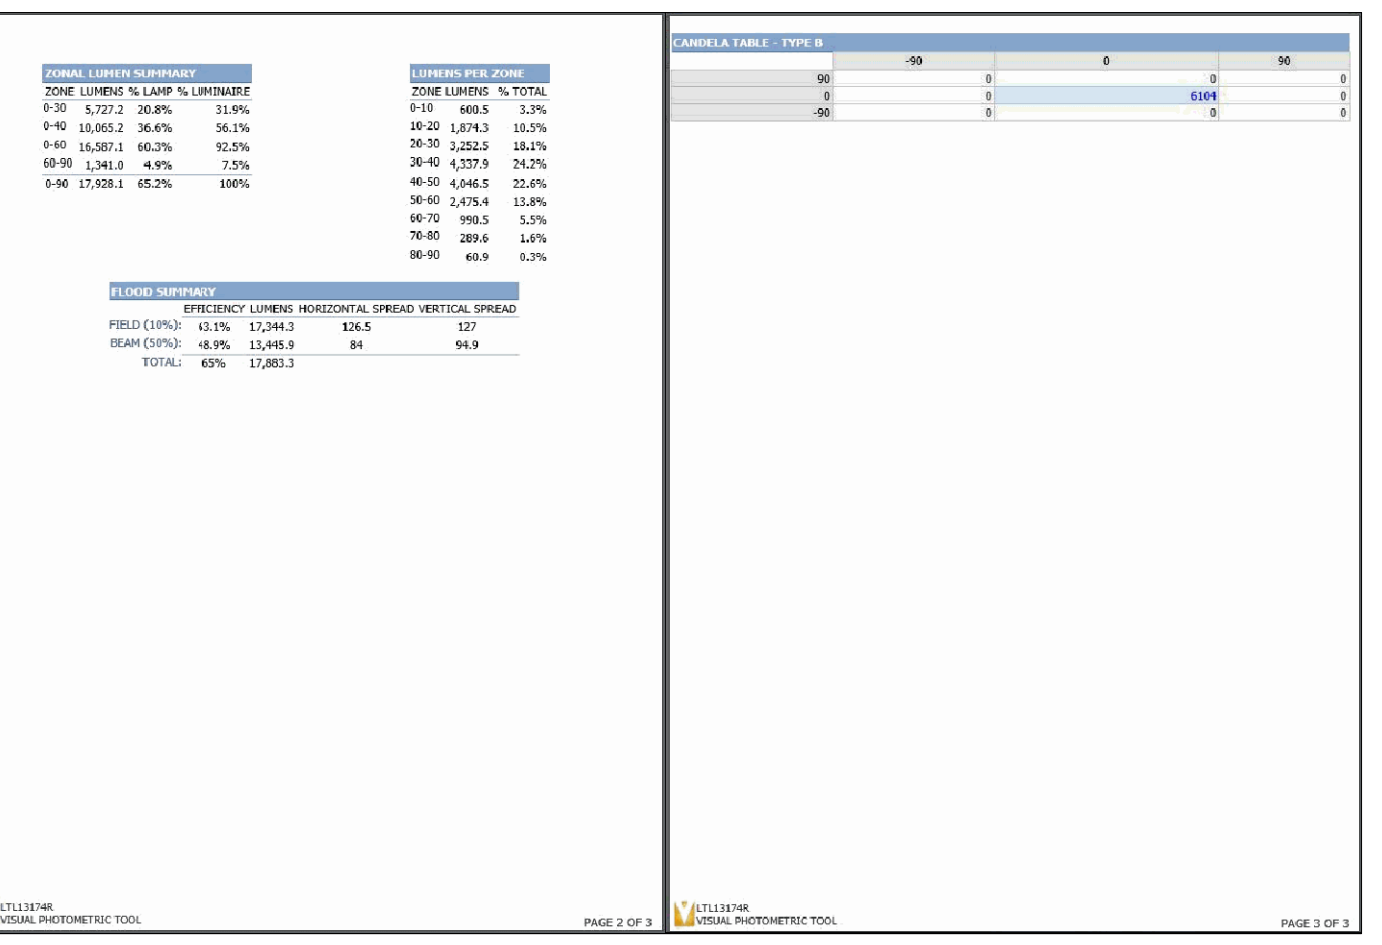 ZONAL LUMEN SUMMARY
ZONE LUMENS % LAMP % LUMINAIRE
0-30 5,727.2 20.8% 31.9%
0-40 10,065.2 36.6% 56.1%
0-60 16,587.1 60.3% 92.5%
60-90 1,341.0 4.9% 7.5%
0-90 17,928.1 65.2% 100%
LUMENS PER ZONE
ZONE LUMENS % TOTAL
0-10 600.5 3.3%
10-20 1,874.3 10.5%
20-30 3,252.5 18.1%
30-40 4,337.9 24.2%
40-50 4,046.5 22.6%
50-60 2,475.4 13.8%
60-70 990.5 5.5%
70-80 289.6 1.6%
80-90 60.9 0.3%
FLOOD SUMMARY
EFFICIENCY LUMENS HORIZONTAL SPREAD VERTICAL SPREAD
FIELD (10%): 63.1% 17,344.3 126.5 127
BEAM (50%): 48.9% 13,445.9 84 94.9
TOTAL: 65% 17,883.3
LTL13174R
VISUAL PHOTOMETRIC TOOL
PAGE 2 OF 3
CANDELA TABLE - TYPE B
-90 0 90
90 0 0 0
0 0 6104 0
-90 0 0 0
LTL13174R
VISUAL PHOTOMETRIC TOOL
PAGE 3 OF 3